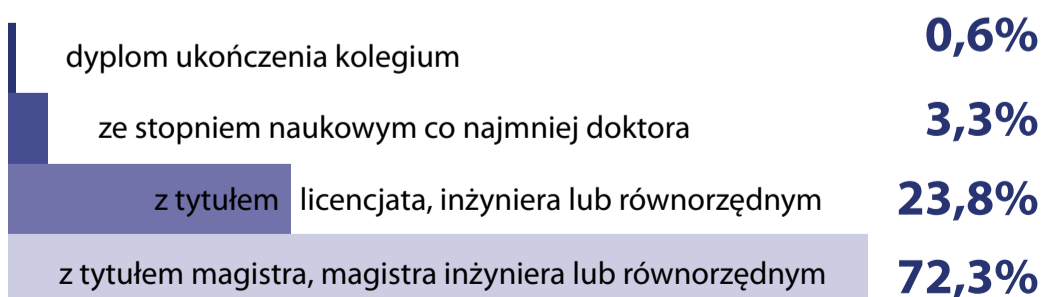 dyplom ukończenia kolegium 0,6%
ze stopniem naukowym co najmniej doktora 3,3%
z tytułem licencjata, inżyniera lub równorzędnym 23,8%
z tytułem magistra, magistra inżyniera lub równorzędnym 72,3%